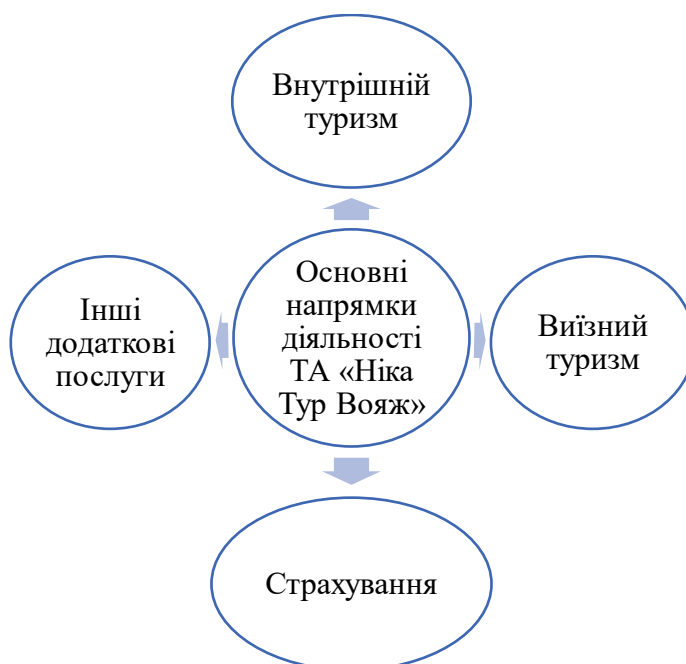 Внутрішній
туризм
Основні
напрямки
діяльності
ТА «Ніка
Тур Вояж»
Інші
додаткові
послуги
Виїзний
туризм
Страхування